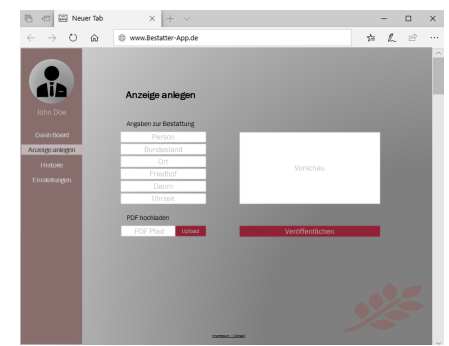 Neuer Tab
www.Bestatter-App.de
John Doe
Dash Board
Anzeige anlegen
Historie
Einstellungen
Anzeige anlegen
Angaben zur Bestattung
Person
Bundesland
Ort
Friedhof
Daum
Uhrzeit
Vorschau
PDF hochladen
PDF Pfad Upload
Veröffentlichen